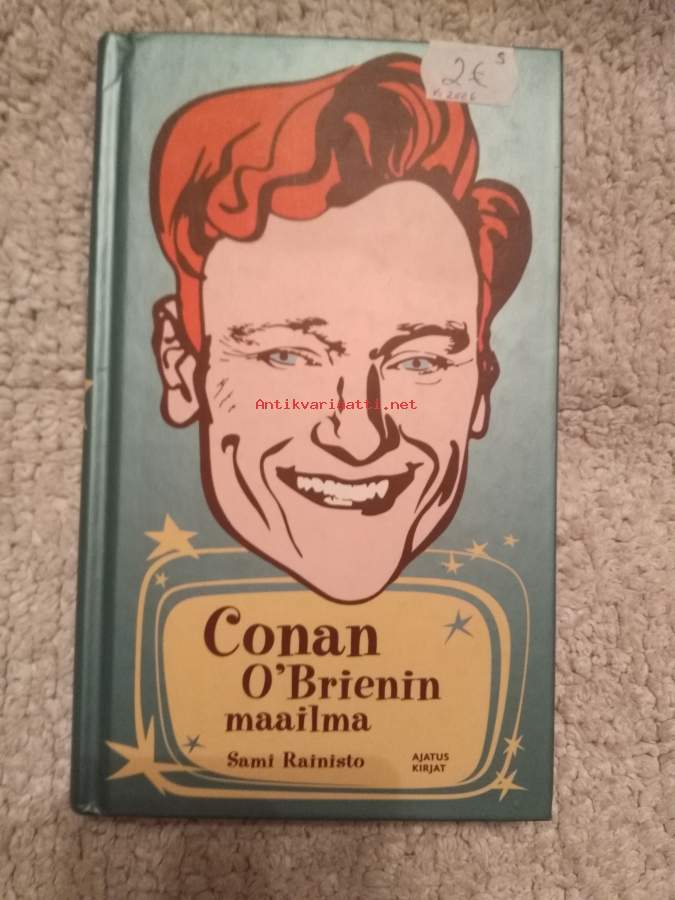 2€ s
Antikvariaatti.net
Conan
O'Brienin
maailma
Sami Rainisto
AJATUS
KIRJAT